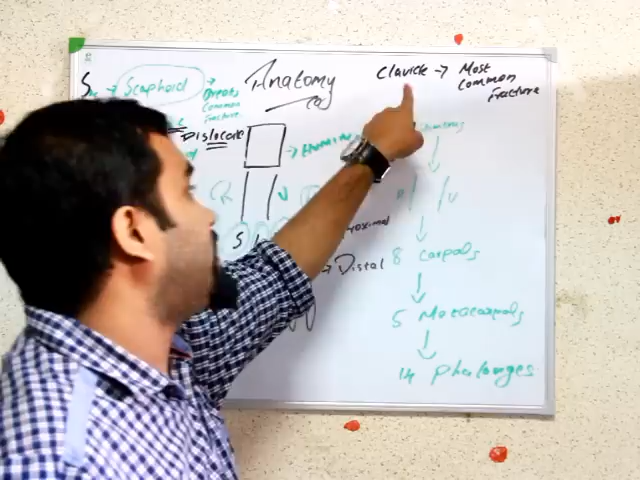 Anatomy
Clavicle → Most
Common
Fracture
S → Scaphoid →
Breaks
Common
Fracture
Dislocate
R
U
S L
Proximal
→ Distal
R / U
8 carpals
5 Metacarpals
14 Phalanges